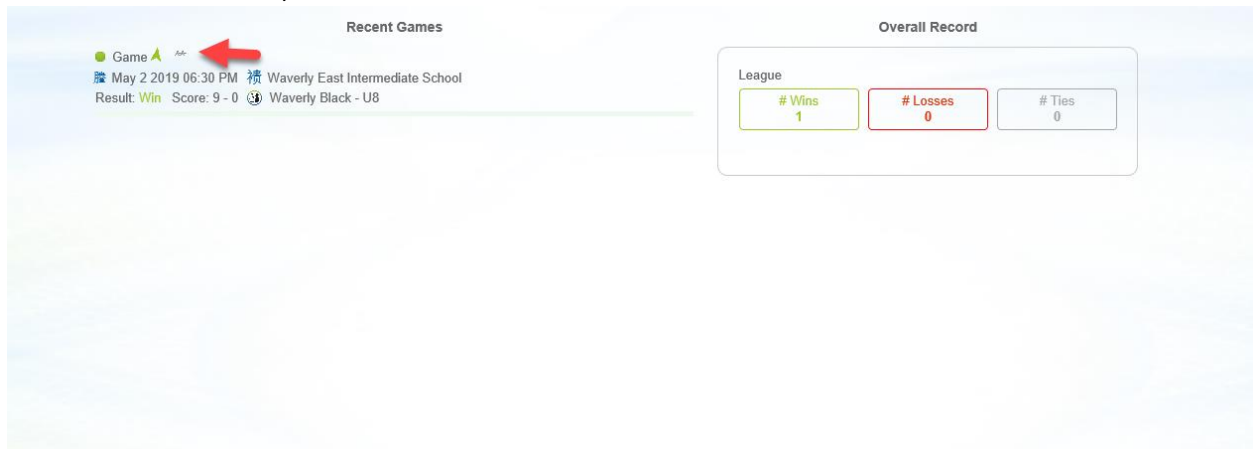 Recent Games
Game
May 2 2019 06:30 PM Waverly East Intermediate School
Result: Win Score: 9 - 0 Waverly Black - U8
Overall Record
League
# Wins
1
# Losses
0
# Ties
0